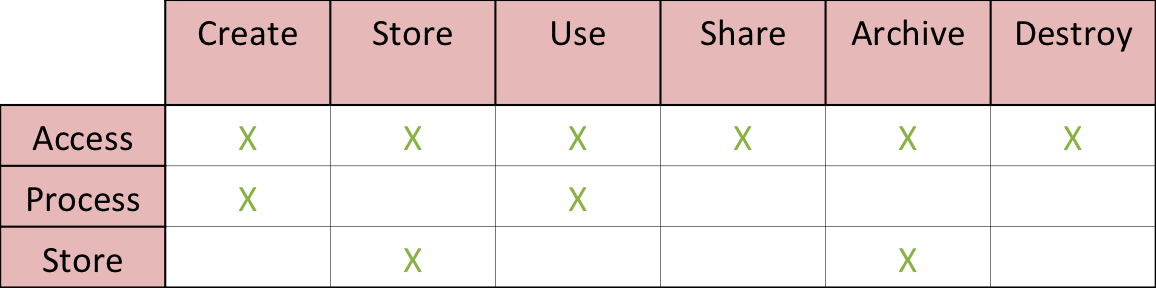 Create Store Use Share Archive Destroy
Access X X X X X X
Process X X
Store X X